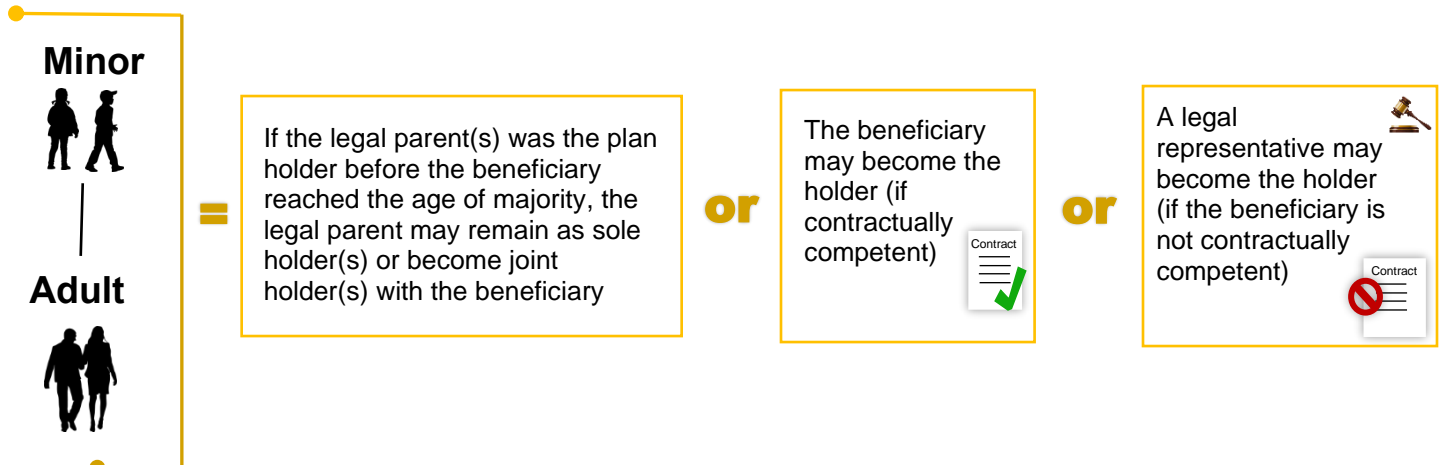 Minor
Adult
=
If the legal parent(s) was the plan
holder before the beneficiary
reached the age of majority, the
legal parent may remain as sole
holder(s) or become joint
holder(s) with the beneficiary
or
The beneficiary
may become the
holder (if
contractually
competent)
Contract
or
A legal
representative may
become the holder
(if the beneficiary is
not contractually
competent)
Contract